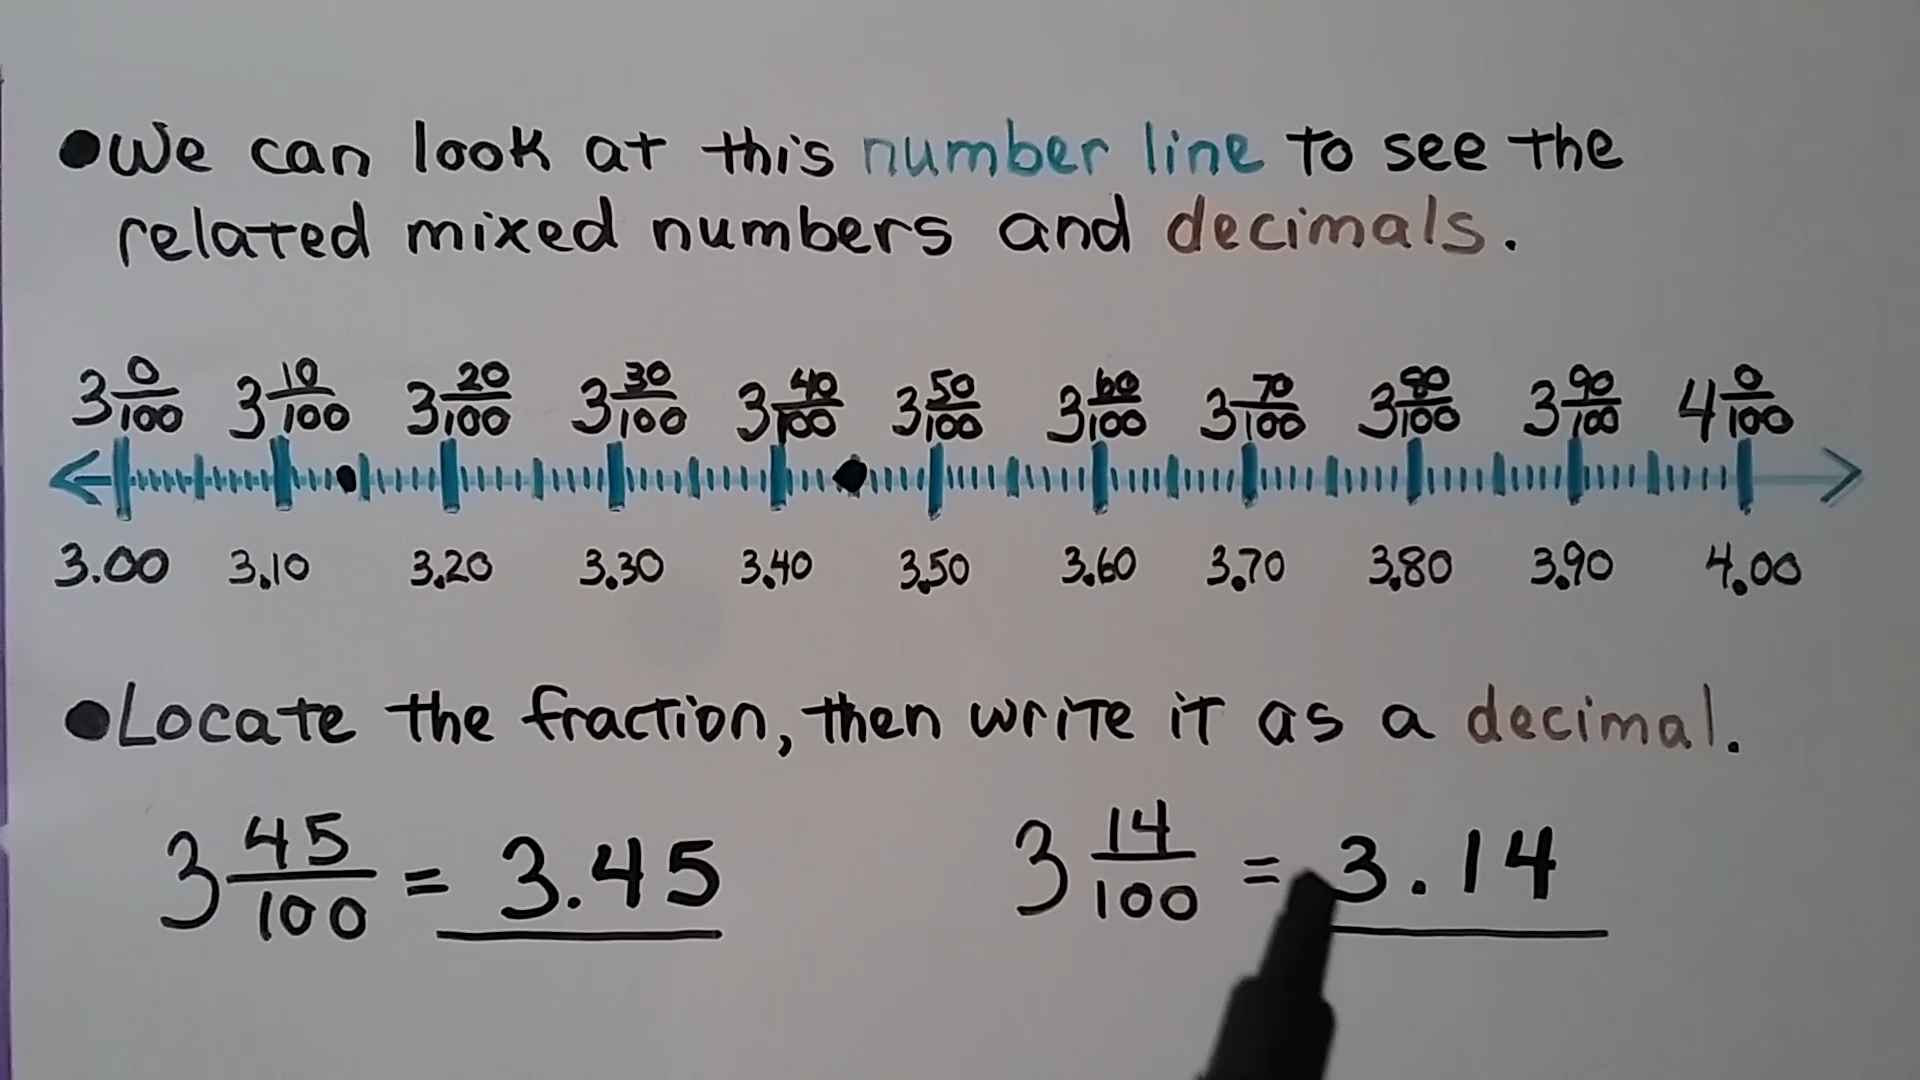 ●We can look at this number line to see the
related mixed numbers and decimals.
3 0/100 3 10/100 3 20/100 3 30/100 3 40/100 3 50/100 3 60/100 3 70/100 3 80/100 3 90/100 4 0/100
3.00 3.10 3.20 3.30 3.40 3.50 3.60 3.70 3.80 3.90 4.00
●Locate the fraction, then write it as a decimal.
3 45/100 = 3.45 3 14/100 = 3.14